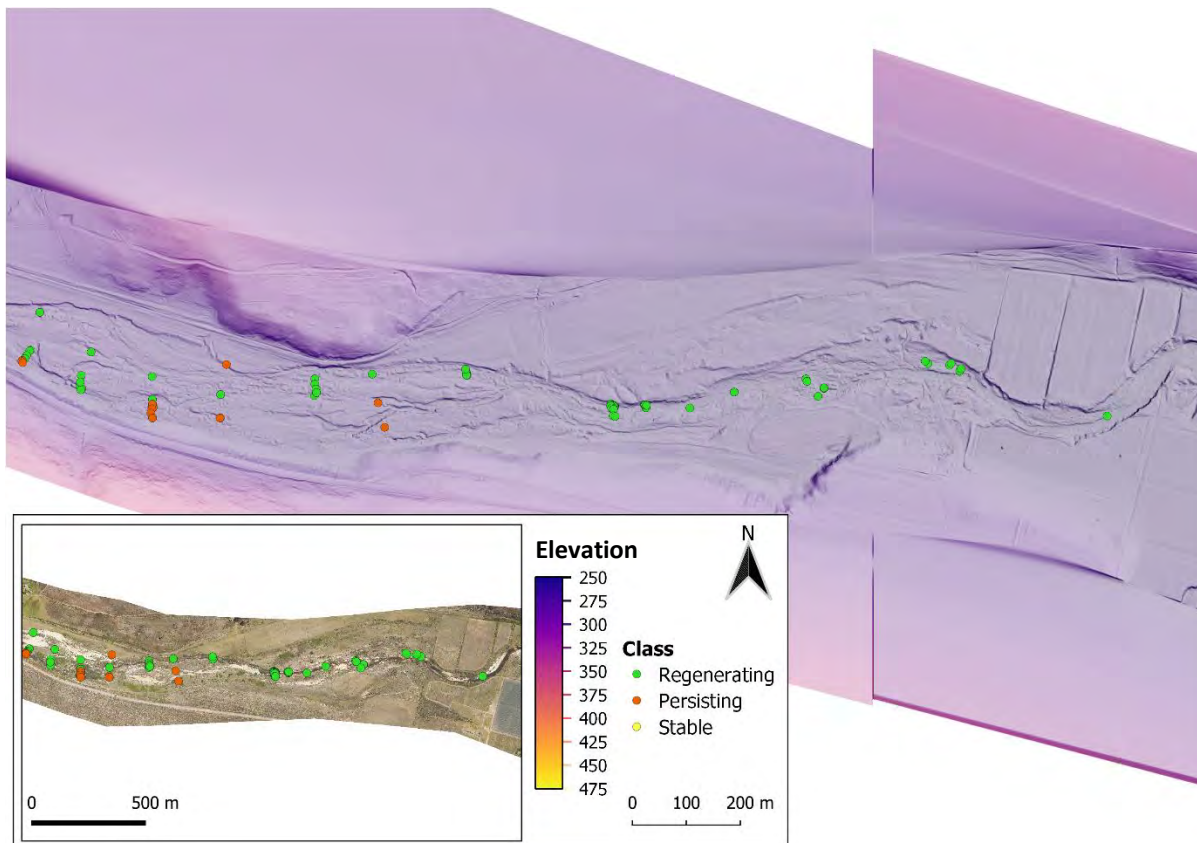 Elevation
250
275
300
325
350
375
400
425
450
475
N
Class
Regenerating
Persisting
Stable
0 500 m
0 100 200 m